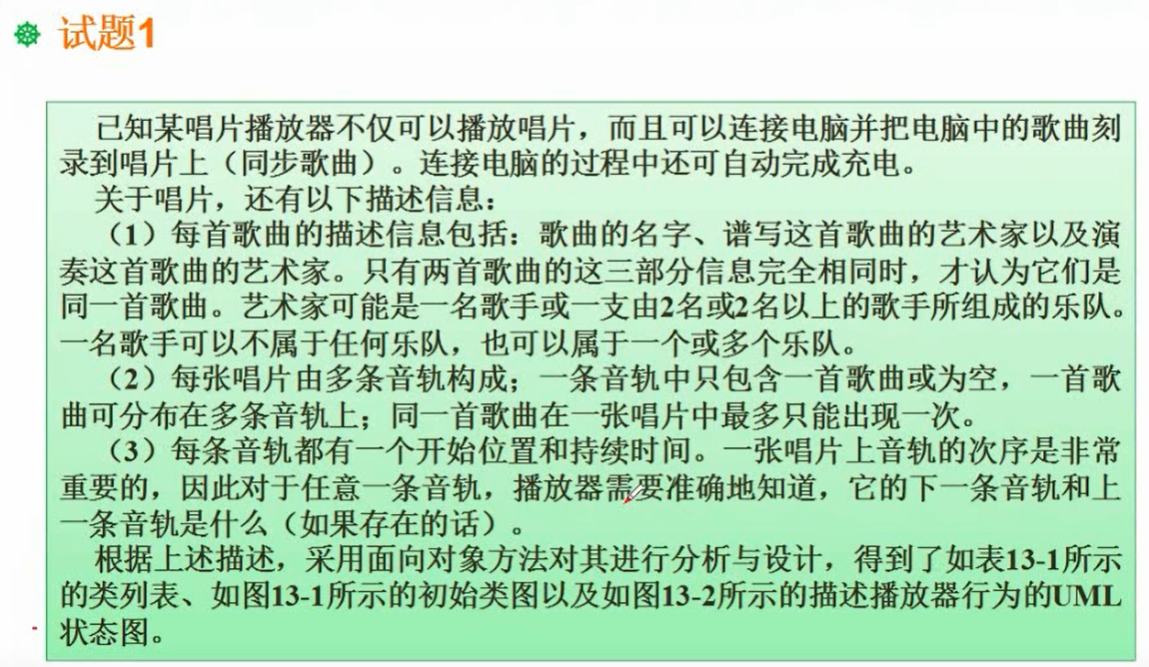 试题1
已知某唱片播放器不仅可以播放唱片，而且可以连接电脑并把电脑中的歌曲刻
录到唱片上（同步歌曲）。连接电脑的过程中还可自动完成充电。
关于唱片，还有以下描述信息：
（1）每首歌曲的描述信息包括：歌曲的名字、谱写这首歌曲的艺术家以及演
奏这首歌曲的艺术家。只有两首歌曲的这三部分信息完全相同时，才认为它们是
同一首歌曲。艺术家可能是一名歌手或一支由2名或2名以上的歌手所组成的乐队。
一名歌手可以不属于任何乐队，也可以属于一个或多个乐队。
（2）每张唱片由多条音轨构成；一条音轨中只包含一首歌曲或为空，一首歌
曲可分布在多条音轨上；同一首歌曲在一张唱片中最多只能出现一次。
（3）每条音轨都有一个开始位置和持续时间。一张唱片上音轨的次序是非常
重要的，因此对于任意一条音轨，播放器需要准确地知道，它的下一条音轨和上
一条音轨是什么（如果存在的话）。
根据上述描述，采用面向对象方法对其进行分析与设计，得到了如表13-1所示
的类列表、如图13-1所示的初始类图以及如图13-2所示的描述播放器行为的UML
状态图。